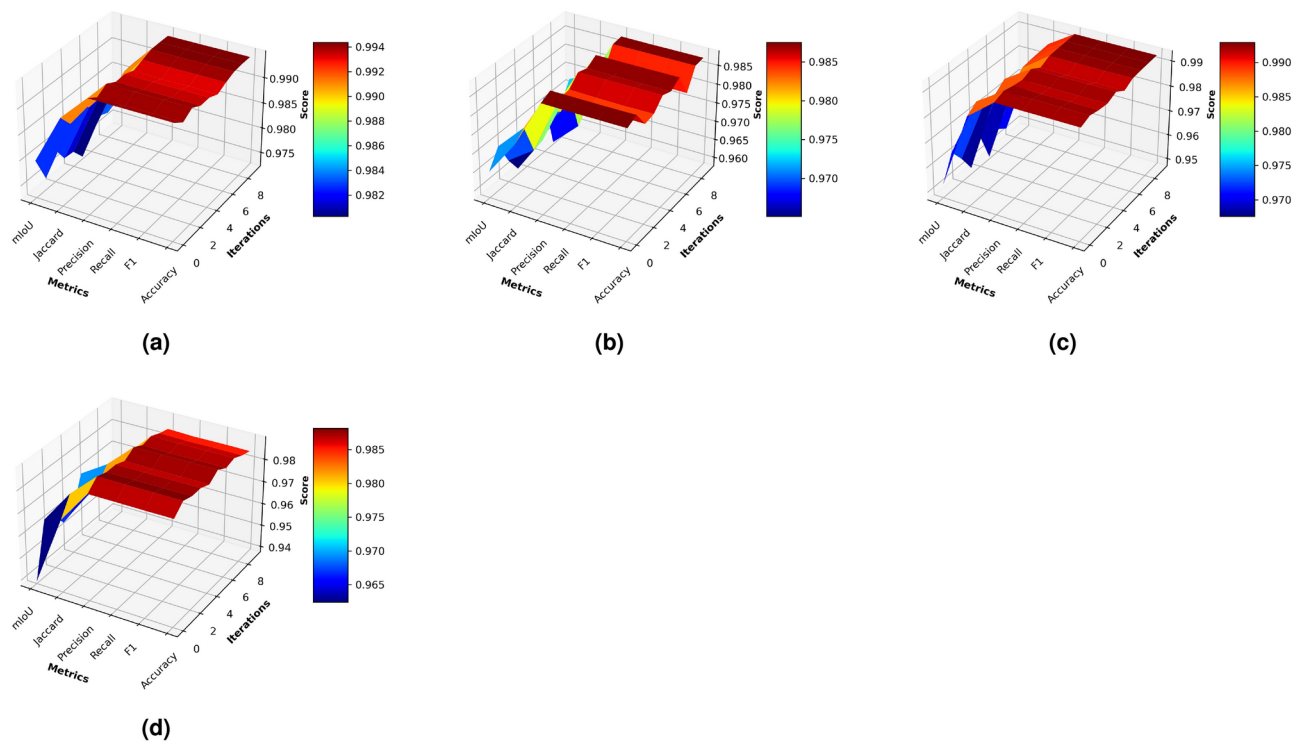 0.990
0.985
0.980
0.975
Score
8
6
4
2
0
Iterations
mIoU
Jaccard
Precision
Recall
F1
Accuracy
Metrics
0.994
0.992
0.990
0.988
0.986
0.984
0.982
(a)
0.985
0.980
0.975
0.970
0.965
0.960
Score
8
6
4
2
0
Iterations
mIoU
Jaccard
Precision
Recall
F1
Accuracy
Metrics
0.985
0.980
0.975
0.970
(b)
0.99
0.98
0.97
0.96
0.95
Score
8
6
4
2
0
Iterations
mIoU
Jaccard
Precision
Recall
F1
Accuracy
Metrics
0.990
0.985
0.980
0.975
0.970
(c)
0.98
0.97
0.96
0.95
0.94
Score
8
6
4
2
0
Iterations
mIoU
Jaccard
Precision
Recall
F1
Accuracy
Metrics
0.985
0.980
0.975
0.970
0.965
(d)